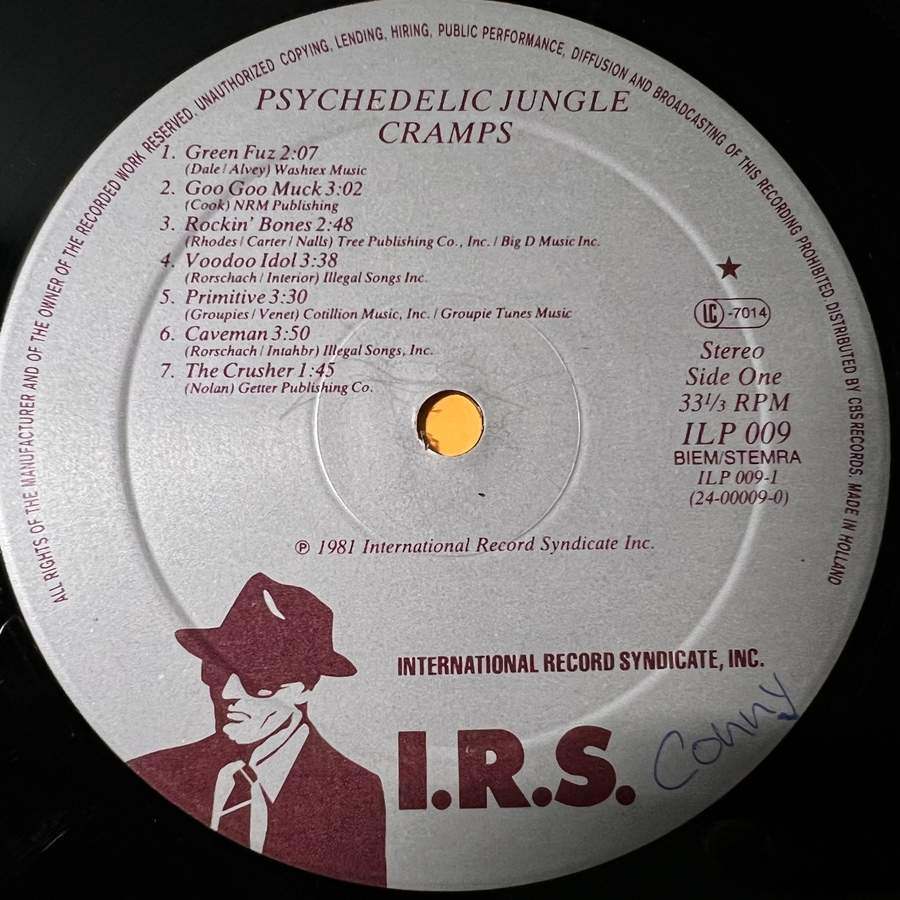 ALL RIGHTS OF THE MANUFACTURER AND OF THE OWNER OF THE RECORDED WORK RESERVED. UNAUTHORIZED COPYING, LENDING, HIRING, PUBLIC PERFORMANCE, DIFFUSION AND BROADCASTING OF THIS RECORDING PROHIBITED. DISTRIBUTED BY CBS RECORDS. MADE IN HOLLAND
PSYCHEDELIC JUNGLE
CRAMPS
1. Green Fuz 2:07
(Dale / Alvey) Washtex Music
2. Goo Goo Muck 3:02
(Cook) NRM Publishing
3. Rockin' Bones 2:48
(Rhodes / Carter / Nalls) Tree Publishing Co., Inc. / Big D Music Inc.
4. Voodoo Idol 3:38
(Rorschach / Interior) Illegal Songs Inc.
5. Primitive 3:30
(Groupies / Venet) Cotillion Music, Inc. / Groupie Tunes Music
6. Caveman 3:50
(Rorschach / Intahbr) Illegal Songs, Inc.
7. The Crusher 1:45
(Nolan) Getter Publishing Co.
LC -7014
Stereo
Side One
33⅓ RPM
ILP 009
BIEM/STEMRA
ILP 009-1
(24-00009-0)
℗ 1981 International Record Syndicate Inc.
INTERNATIONAL RECORD SYNDICATE, INC.
I.R.S.
Conny